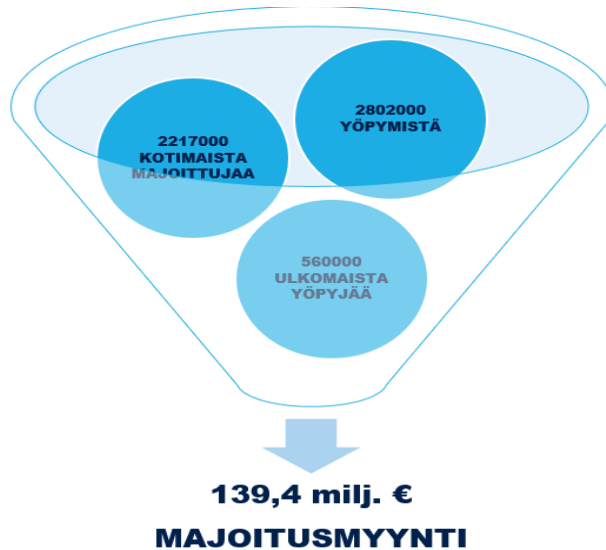 2802000
YÖPYMISTÄ
2217000
KOTIMAISTA
MAJOITTUJAA
560000
ULKOMAISTA
YÖPYJÄÄ
139,4 milj. €
MAJOITUSMYYNTI